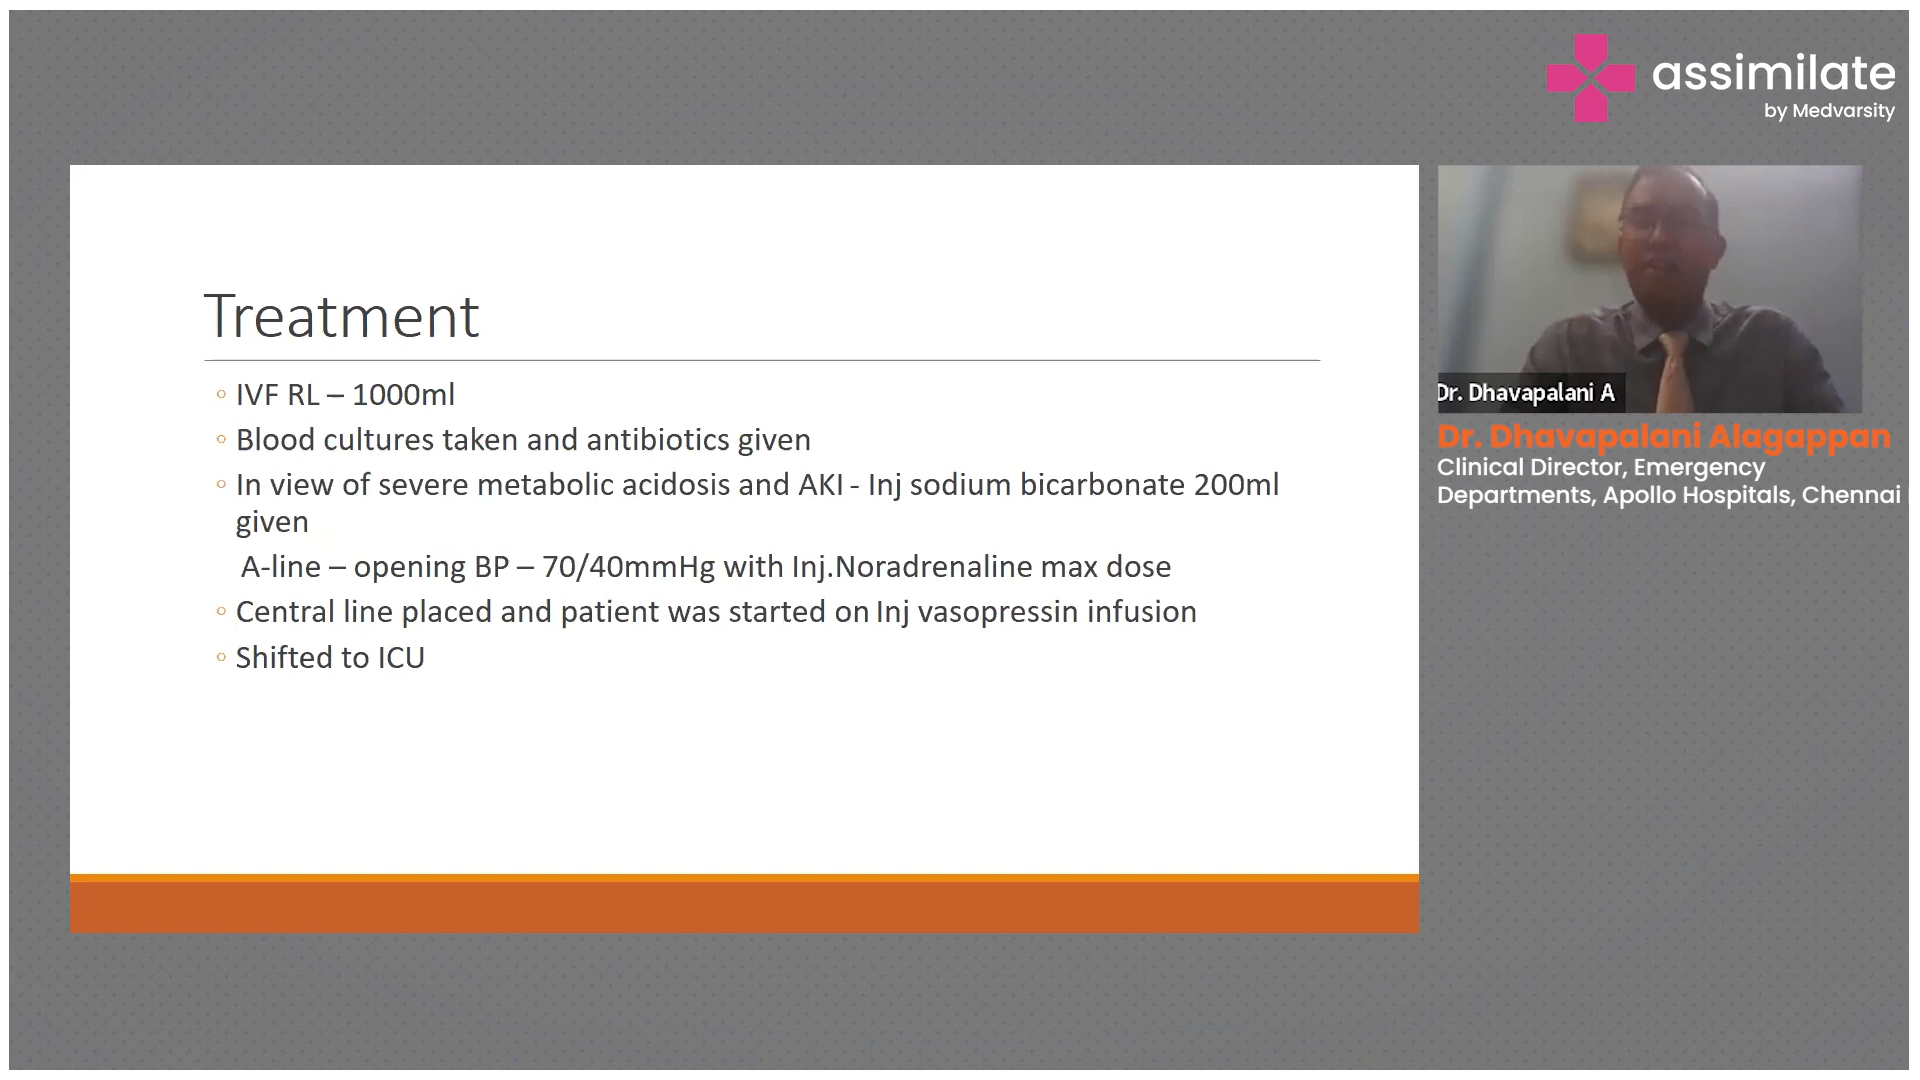 assimilate
by Medvarsity
Treatment
◦ IVF RL – 1000ml
◦ Blood cultures taken and antibiotics given
◦ In view of severe metabolic acidosis and AKI - Inj sodium bicarbonate 200ml
given
A-line – opening BP – 70/40mmHg with Inj.Noradrenaline max dose
◦ Central line placed and patient was started on Inj vasopressin infusion
◦ Shifted to ICU
Dr. Dhavapalani A
Dr. Dhavapalani Alagappan
Clinical Director, Emergency
Departments, Apollo Hospitals, Chennai